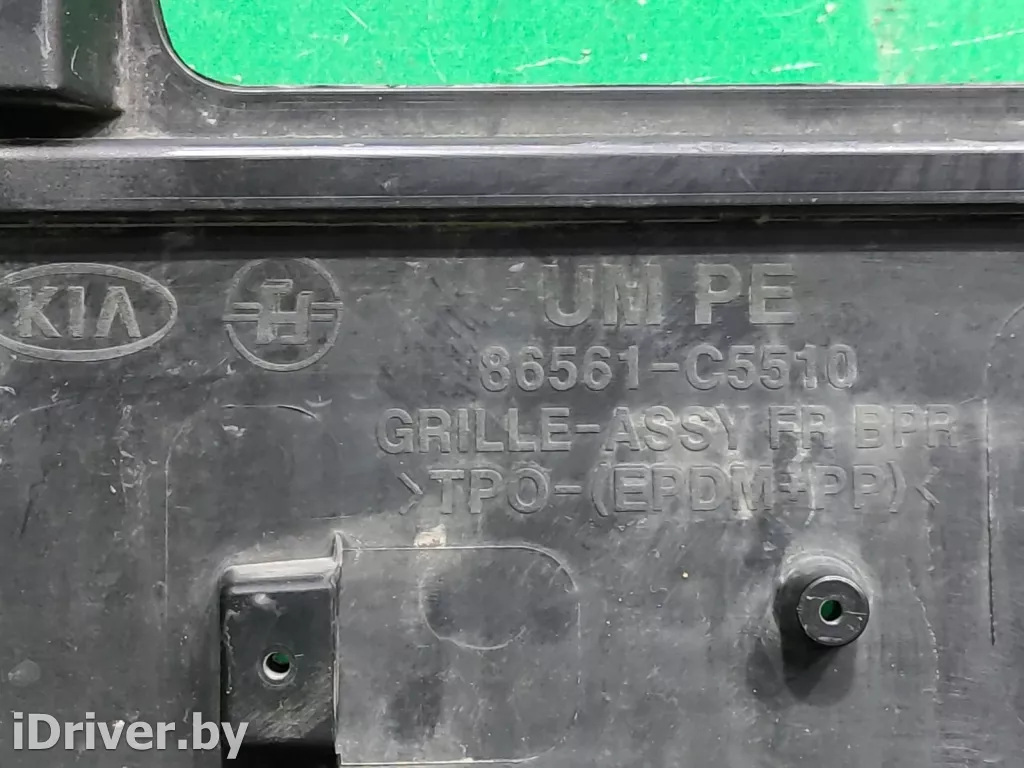 KIA
UM PE
86561-C5510
GRILLE-ASSY FR BPR
>TPO-(EPDM+PP)<
iDriver.by